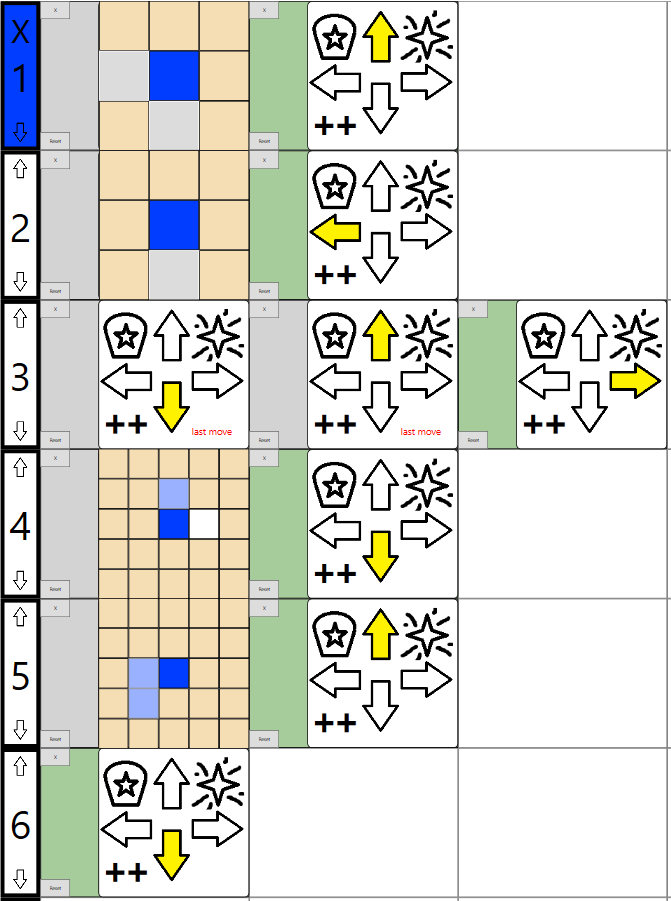 X X
X
1
++
X X
2
++
X X X
3
++ last move ++ last move ++
X X
4
++
X X
5
++
X
6
++